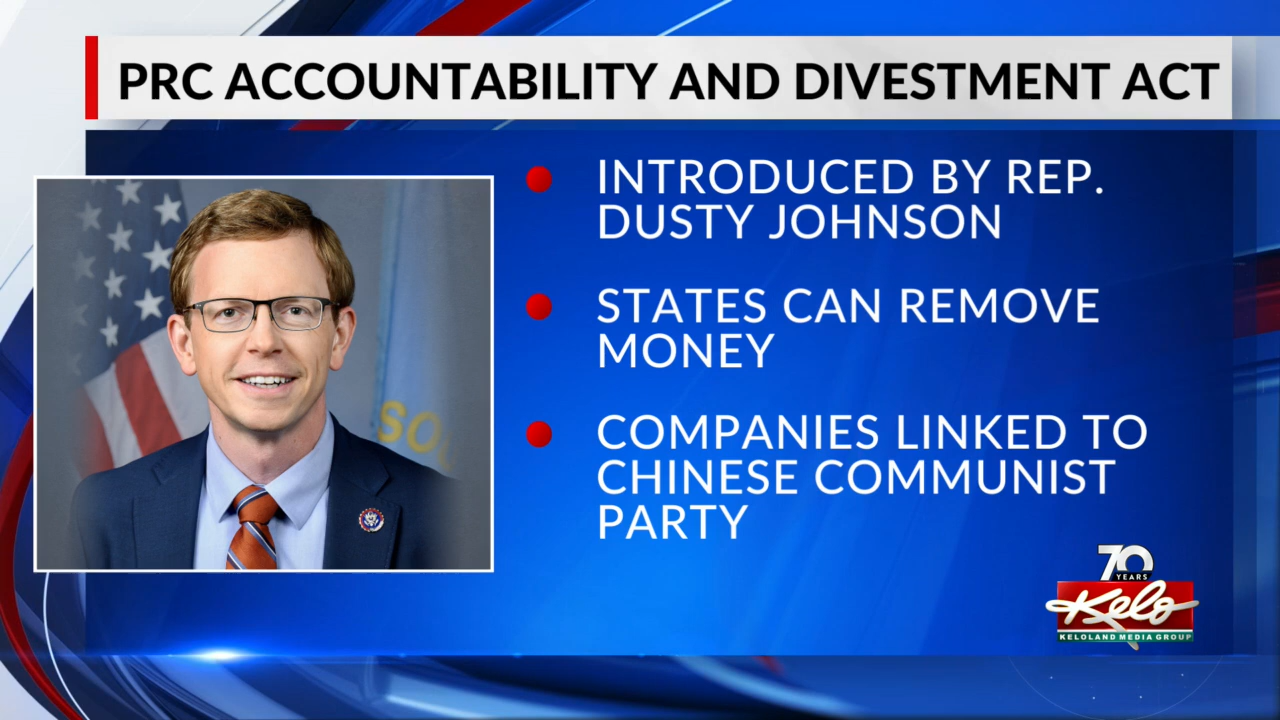 PRC ACCOUNTABILITY AND DIVESTMENT ACT
INTRODUCED BY REP.
DUSTY JOHNSON
STATES CAN REMOVE
MONEY
COMPANIES LINKED TO
CHINESE COMMUNIST
PARTY
SO
70
YEARS
Kelo
KELOLAND MEDIA GROUP